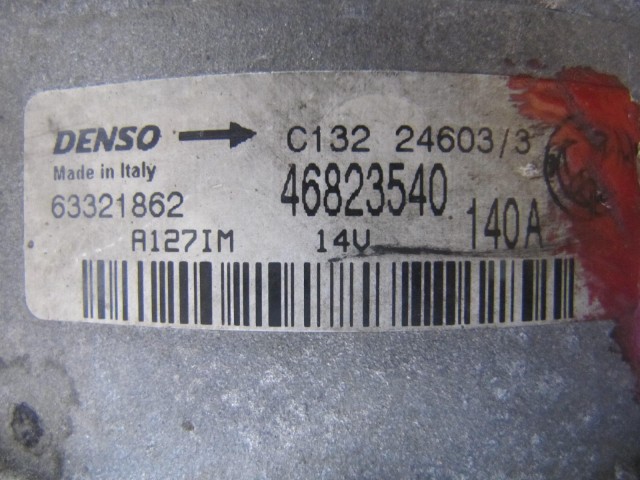 DENSO C132 24603/3
Made in Italy 46823540
63321862 140A
A127IM 14V